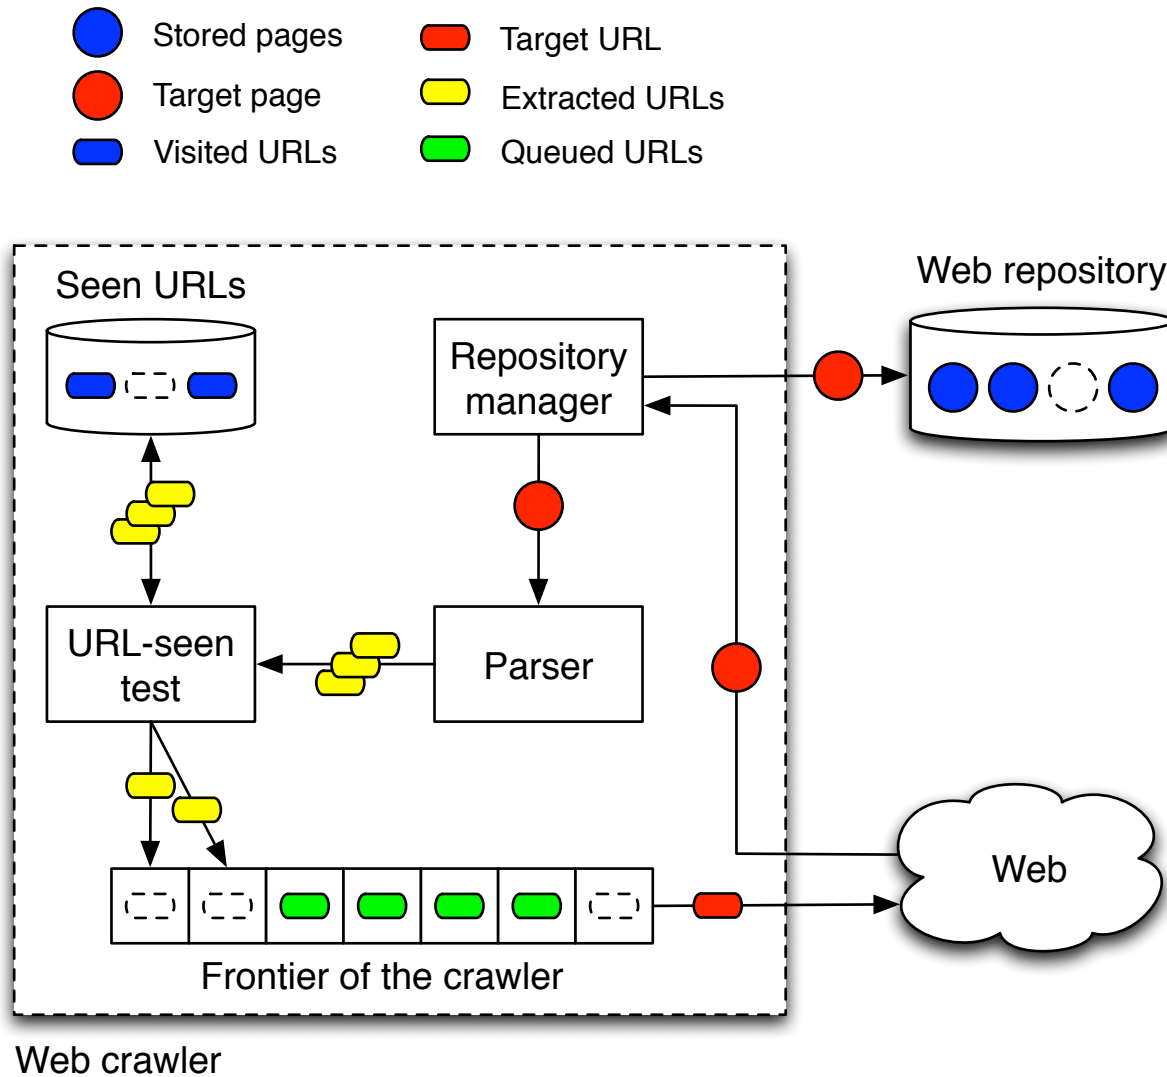 Stored pages
Target URL
Target page
Extracted URLs
Visited URLs
Queued URLs
Seen URLs
Web repository
Repository
manager
URL-seen
test
Parser
Web
Frontier of the crawler
Web crawler